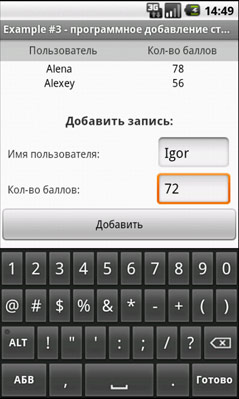 3G 14:49
Example #3 - программное добавление ст...
Пользователь Кол-во баллов
Alena 78
Alexey 56
Добавить запись:
Имя пользователя: Igor
Кол-во баллов: 72
Добавить
1 2 3 4 5 6 7 8 9 0
@ # $ % & * - + ( )
ALT ! " ' : ; / ?
АБВ , . Готово